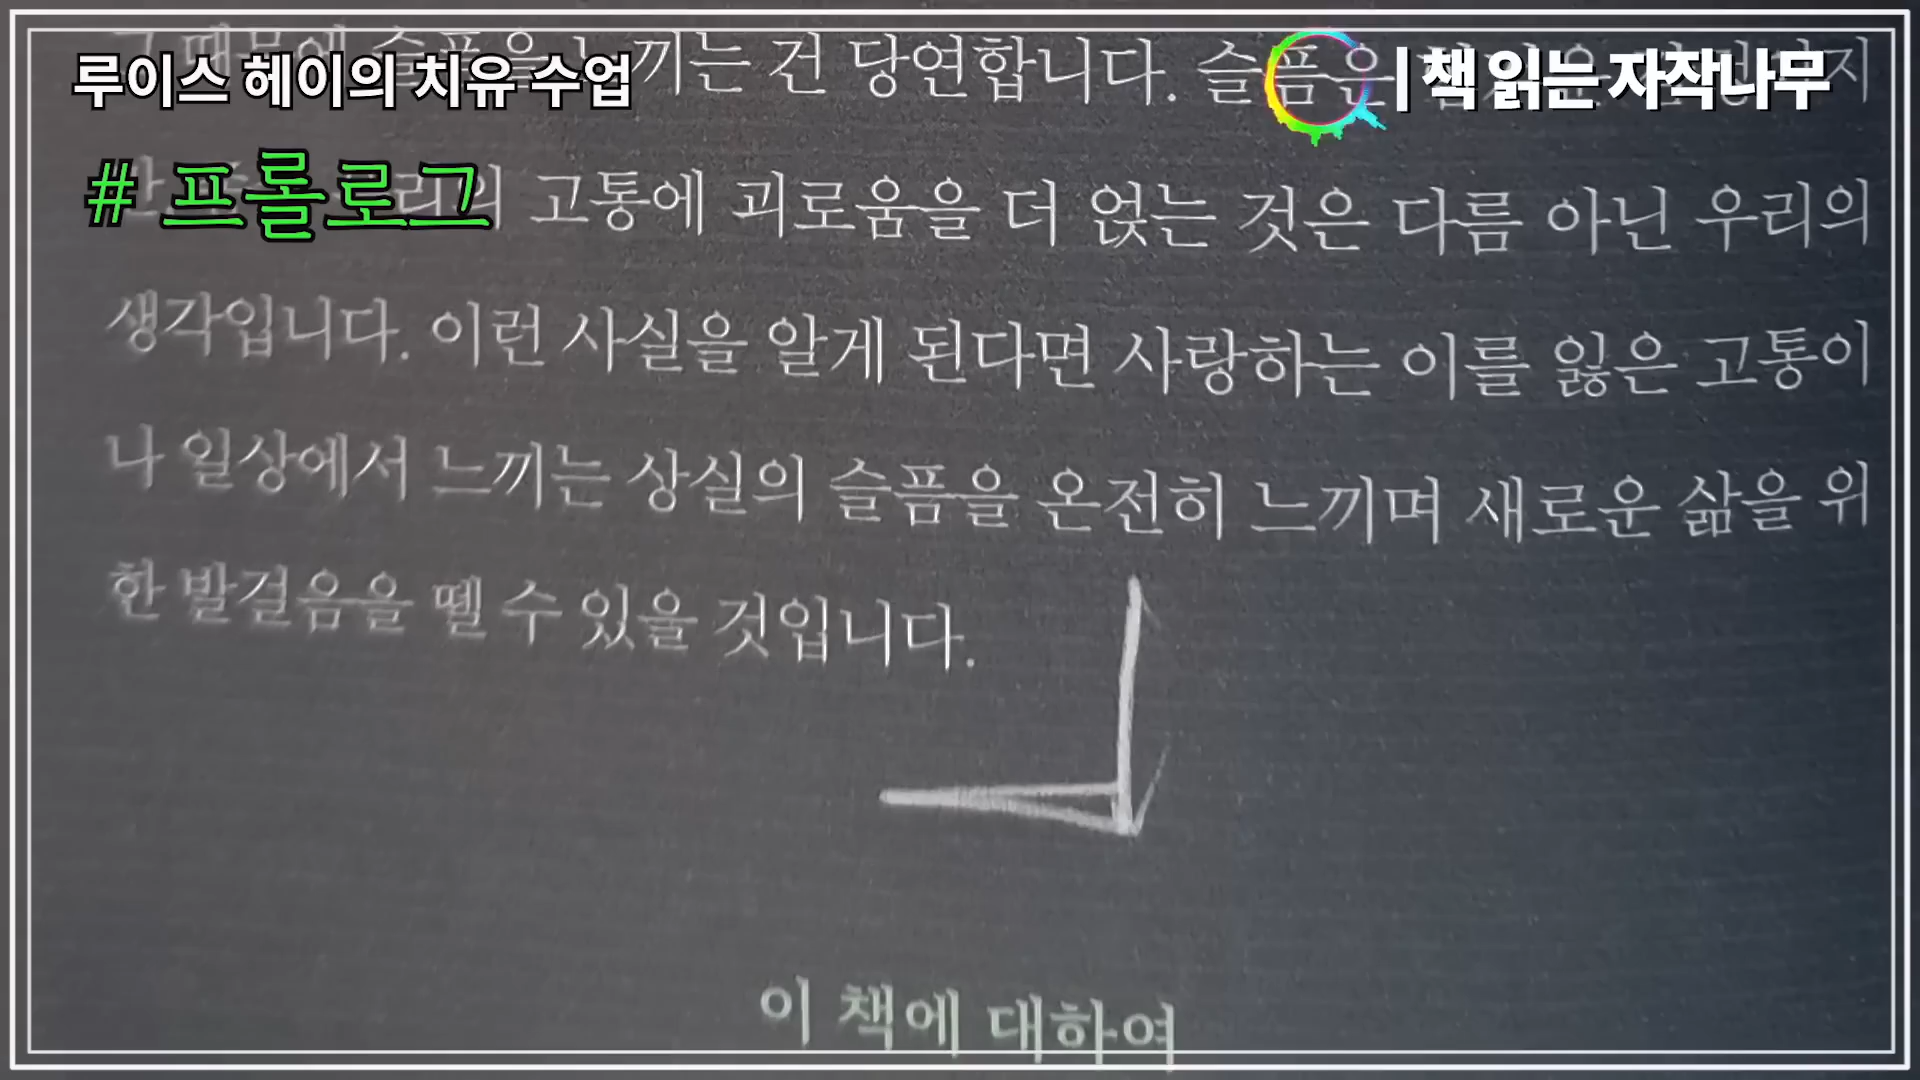 루이스 헤이의 치유 수업
| 책 읽는 자작나무
# 프롤로그
느끼는 건 당연합니다. 슬픔은
고통에 괴로움을 더 얹는 것은 다름 아닌 우리의
생각입니다. 이런 사실을 알게 된다면 사랑하는 이를 잃은 고통이
나 일상에서 느끼는 상실의 슬픔을 온전히 느끼며 새로운 삶을 위
한 발걸음을 뗄 수 있을 것입니다.
이 책에 대하여